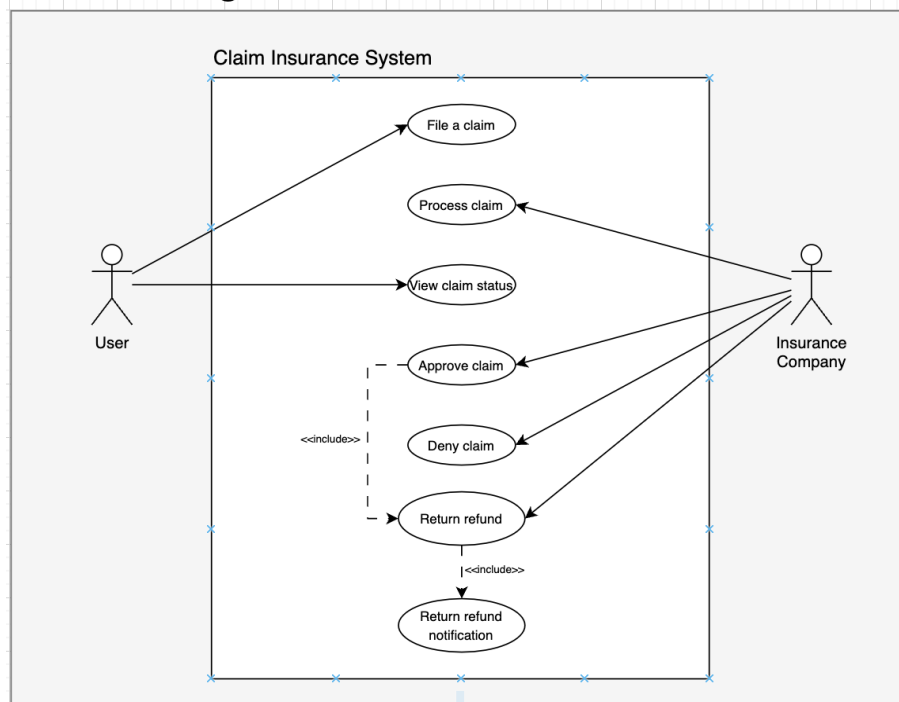 Claim Insurance System
File a claim
Process claim
View claim status
User
Insurance
Company
Approve claim
<<include>>
Deny claim
Return refund
<<include>>
Return refund
notification